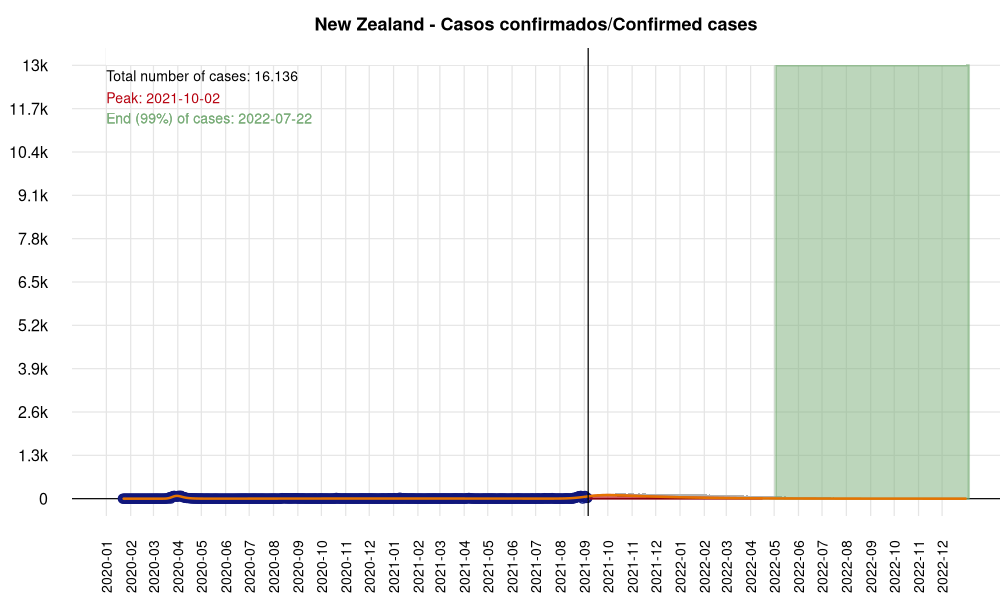 New Zealand - Casos confirmados/Confirmed cases
Total number of cases: 16.136
Peak: 2021-10-02
End (99%) of cases: 2022-07-22
13k
11.7k
10.4k
9.1k
7.8k
6.5k
5.2k
3.9k
2.6k
1.3k
0
2020-01
2020-02
2020-03
2020-04
2020-05
2020-06
2020-07
2020-08
2020-09
2020-10
2020-11
2020-12
2021-01
2021-02
2021-03
2021-04
2021-05
2021-06
2021-07
2021-08
2021-09
2021-10
2021-11
2021-12
2022-01
2022-02
2022-03
2022-04
2022-05
2022-06
2022-07
2022-08
2022-09
2022-10
2022-11
2022-12